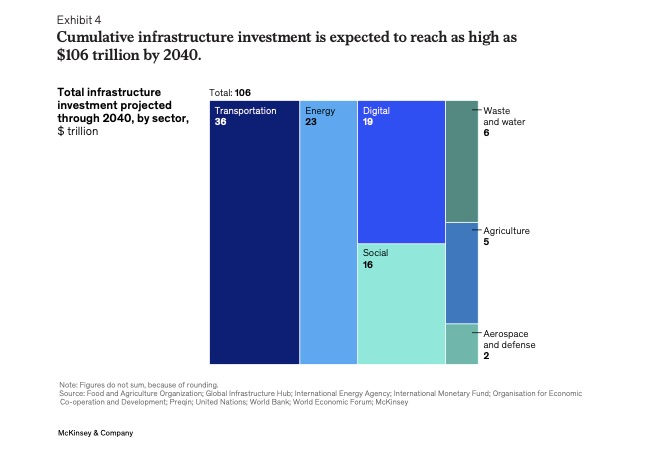 Exhibit 4
Cumulative infrastructure investment is expected to reach as high as
$106 trillion by 2040.
Total infrastructure
investment projected
through 2040, by sector,
$ trillion
Total: 106
Transportation
36
Energy
23
Digital
19
Social
16
Waste
and water
6
Agriculture
5
Aerospace
and defense
2
Note: Figures do not sum, because of rounding.
Source: Food and Agriculture Organization; Global Infrastructure Hub; International Energy Agency; International Monetary Fund; Organisation for Economic
Co-operation and Development; Preqin; United Nations; World Bank; World Economic Forum; McKinsey
McKinsey & Company